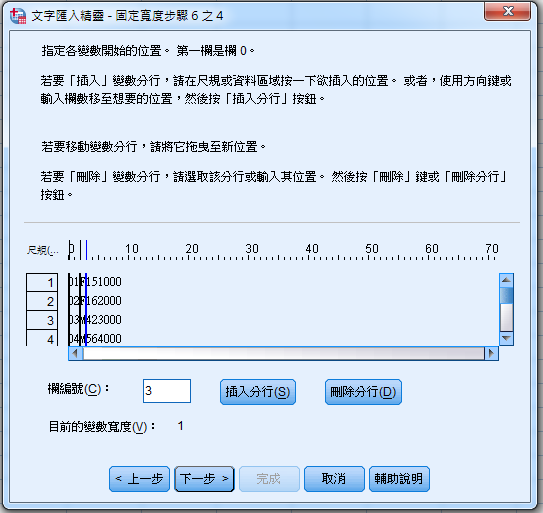 文字匯入精靈 - 固定寬度步驟 6 之 4
指定各變數開始的位置。 第一欄是欄 0。
若要「插入」變數分行，請在尺規或資料區域按一下欲插入的位置。 或者，使用方向鍵或
輸入欄數移至想要的位置，然後按「插入分行」按鈕。
若要移動變數分行，請將它拖曳至新位置。
若要「刪除」變數分行，請選取該分行或輸入其位置。 然後按「刪除」鍵或「刪除分行」
按鈕。
尺規(... 0 10 20 30 40 50 60 70
1 01F151000
2 02F162000
3 03M423000
4 04M564000
欄編號(C)： 3 插入分行(S) 刪除分行(D)
目前的變數寬度(V)： 1
< 上一步 下一步 > 完成 取消 輔助說明